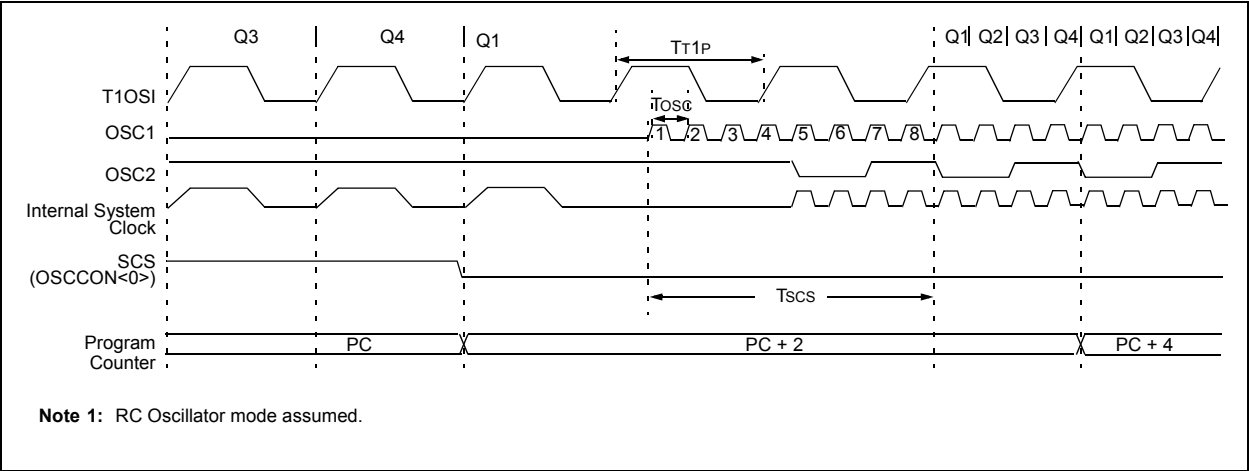 Q3 Q4 Q1 Q1 Q2 Q3 Q4 Q1 Q2 Q3 Q4
TT1P
T1OSI
TOSC
OSC1 1 2 3 4 5 6 7 8
OSC2
Internal System
Clock
SCS
(OSCCON<0>)
TSCS
Program
Counter
PC PC + 2 PC + 4
Note 1: RC Oscillator mode assumed.